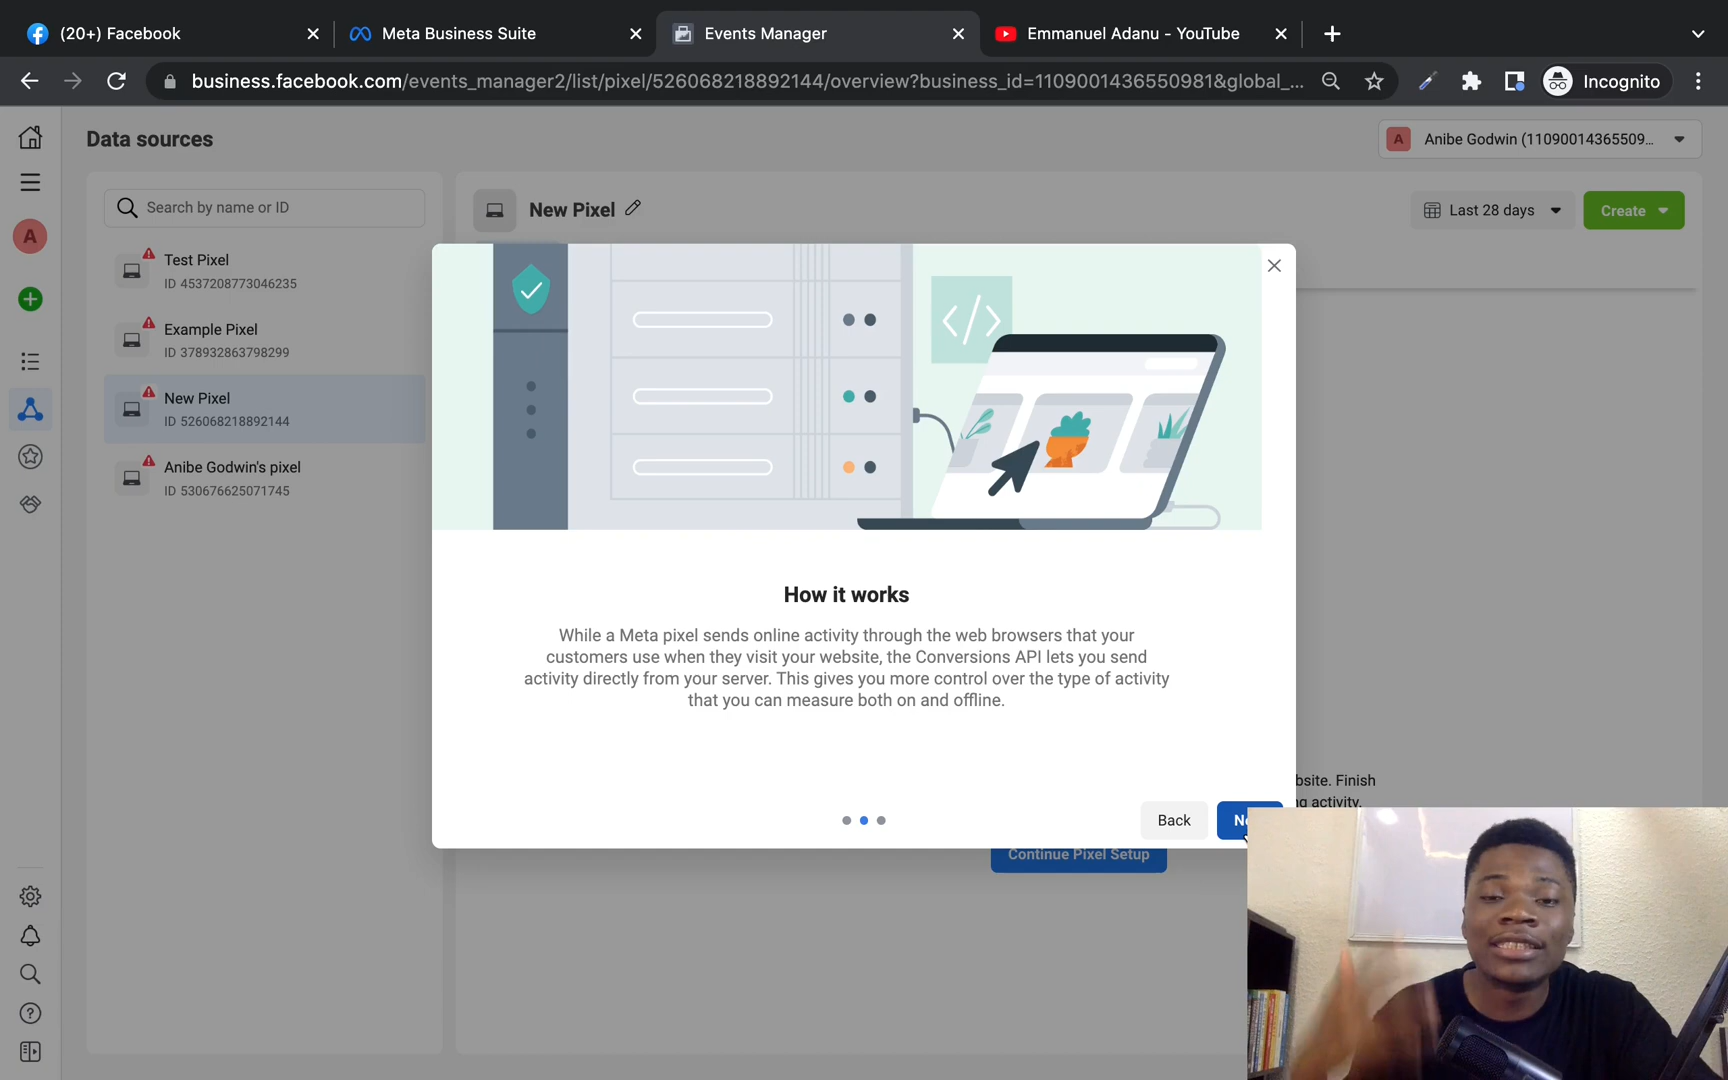 (20+) Facebook
Meta Business Suite
Events Manager
Emmanuel Adanu - YouTube
business.facebook.com/events_manager2/list/pixel/526068218892144/overview?business_id=1109001436550981&global_...
Incognito
Data sources
A
Anibe Godwin (11090014365509...
Search by name or ID
New Pixel
Last 28 days
Create
A
Test Pixel
ID 4537208773046235
Example Pixel
ID 378932863798299
New Pixel
ID 526068218892144
Anibe Godwin's pixel
ID 530676625071745
</>
How it works
While a Meta pixel sends online activity through the web browsers that your
customers use when they visit your website, the Conversions API lets you send
activity directly from your server. This gives you more control over the type of activity
that you can measure both on and offline.
bsite. Finish
ng activity.
Back
Continue Pixel Setup